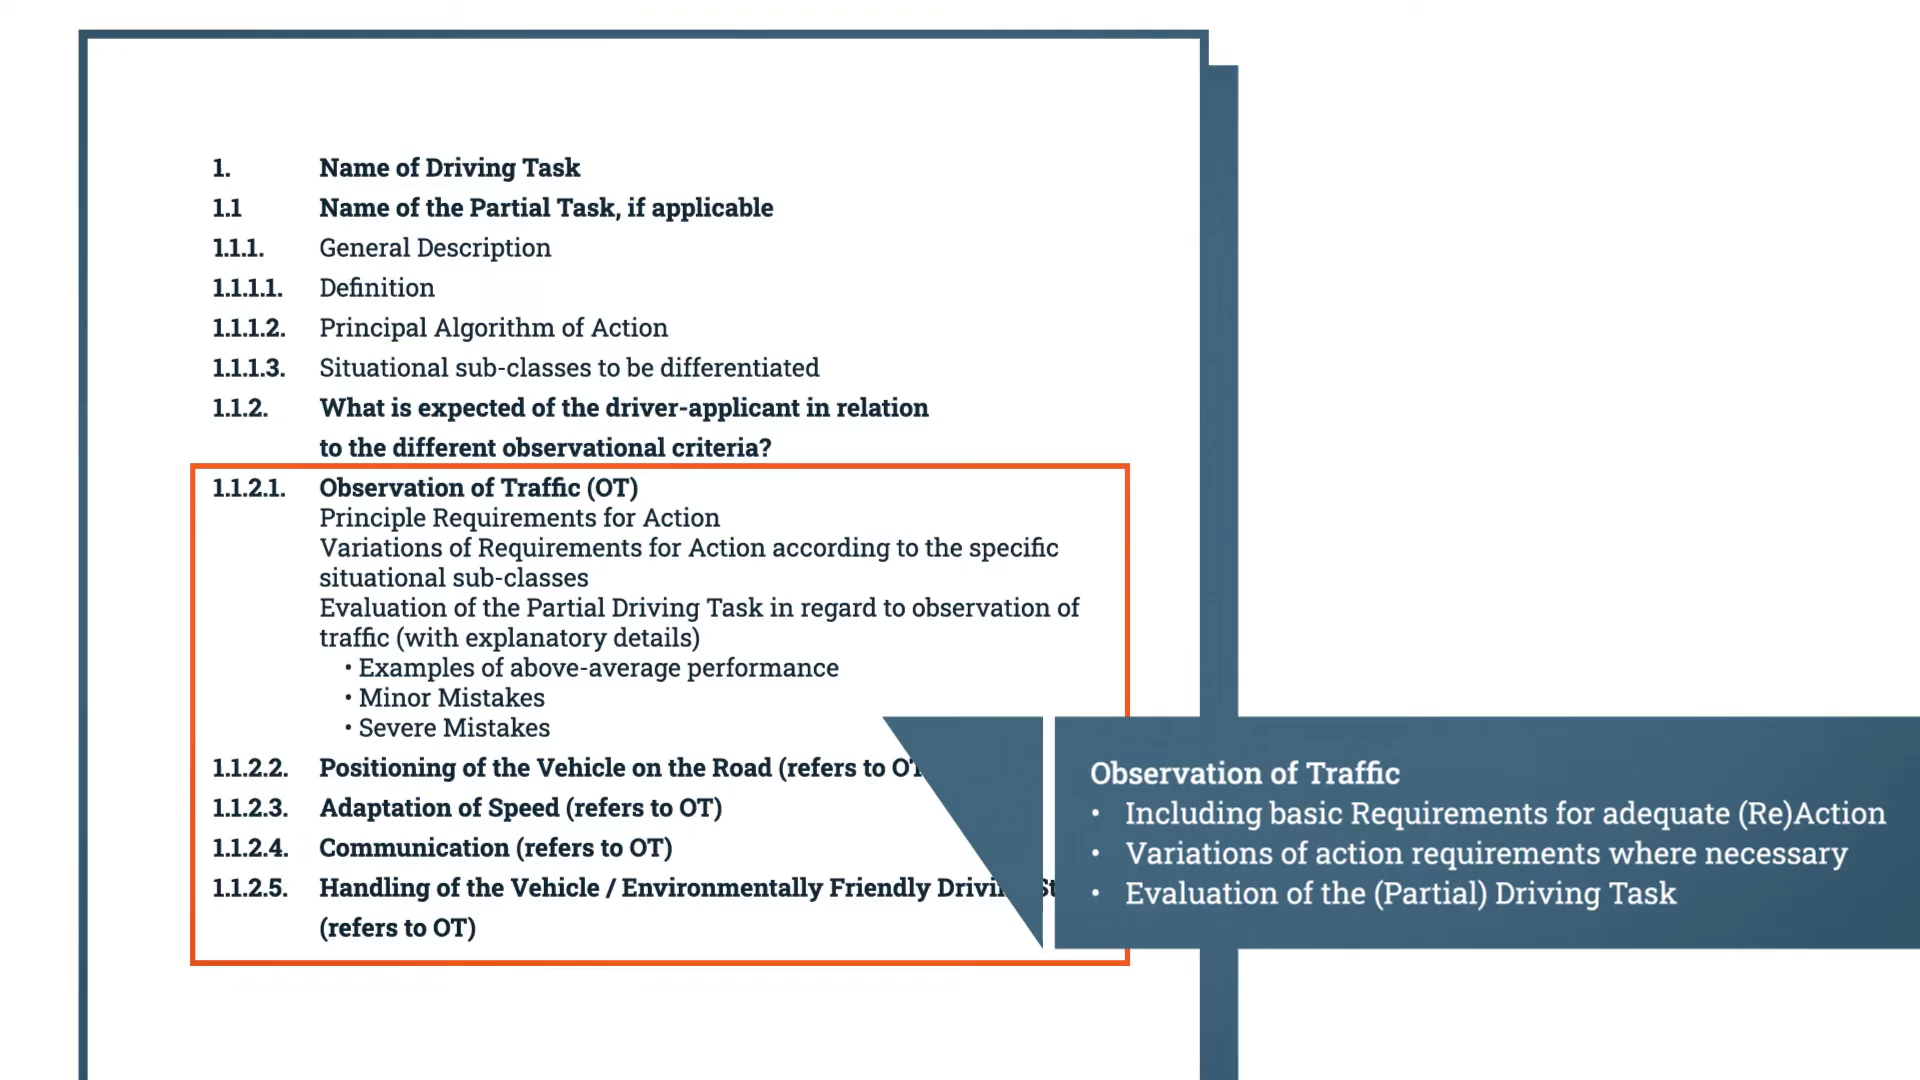 1. Name of Driving Task
1.1 Name of the Partial Task, if applicable
1.1.1. General Description
1.1.1.1. Definition
1.1.1.2. Principal Algorithm of Action
1.1.1.3. Situational sub-classes to be differentiated
1.1.2. What is expected of the driver-applicant in relation
to the different observational criteria?
1.1.2.1. Observation of Traffic (OT)
Principle Requirements for Action
Variations of Requirements for Action according to the specific
situational sub-classes
Evaluation of the Partial Driving Task in regard to observation of
traffic (with explanatory details)
• Examples of above-average performance
• Minor Mistakes
• Severe Mistakes
1.1.2.2. Positioning of the Vehicle on the Road (refers to
1.1.2.3. Adaptation of Speed (refers to OT)
1.1.2.4. Communication (refers to OT)
1.1.2.5. Handling of the Vehicle / Environmentally Friendly
(refers to OT)
Observation of Traffic
• Including basic Requirements for adequate (Re)Action
• Variations of action requirements where necessary
• Evaluation of the (Partial) Driving Task